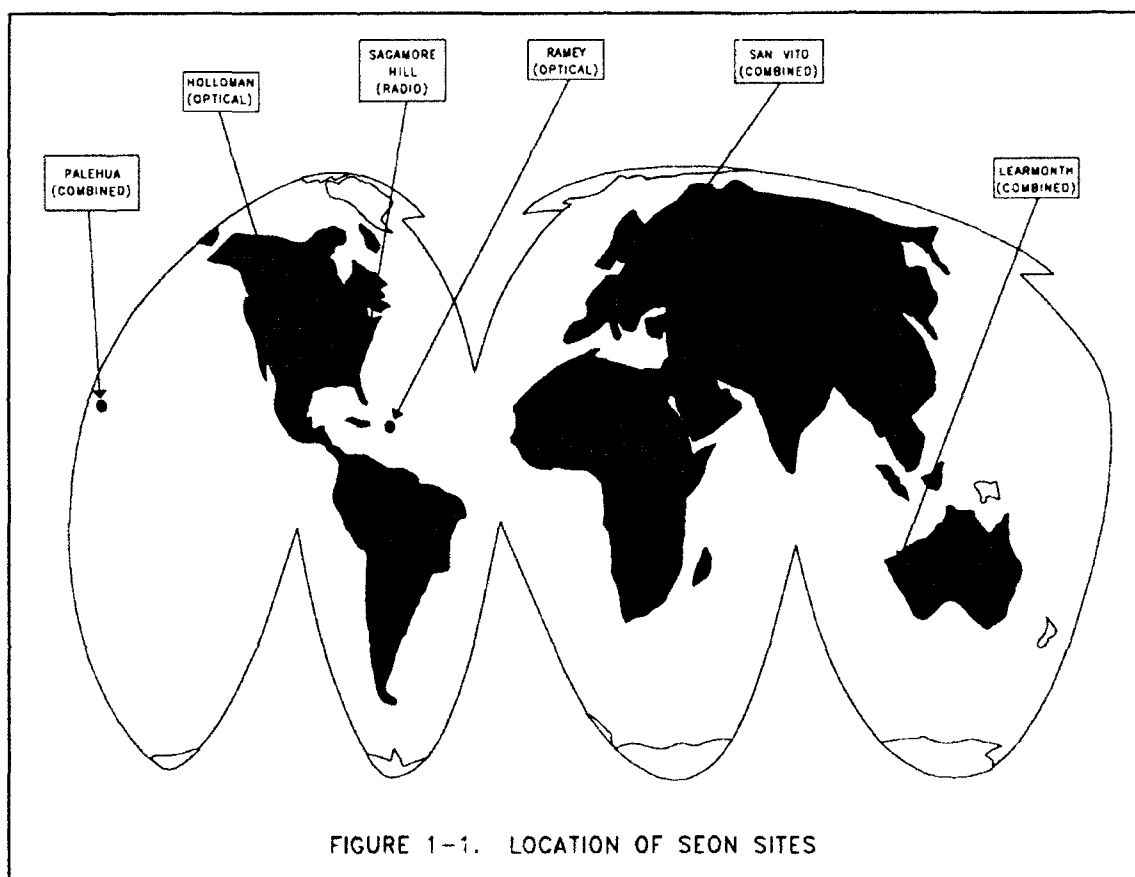 SAGAMORE
HILL
(RADIO)
RAMEY
(OPTICAL)
SAN VITO
(COMBINED)
HOLLOMAN
(OPTICAL)
PALEHUA
(COMBINED)
LEARMONTH
(COMBINED)
FIGURE 1-1. LOCATION OF SEON SITES